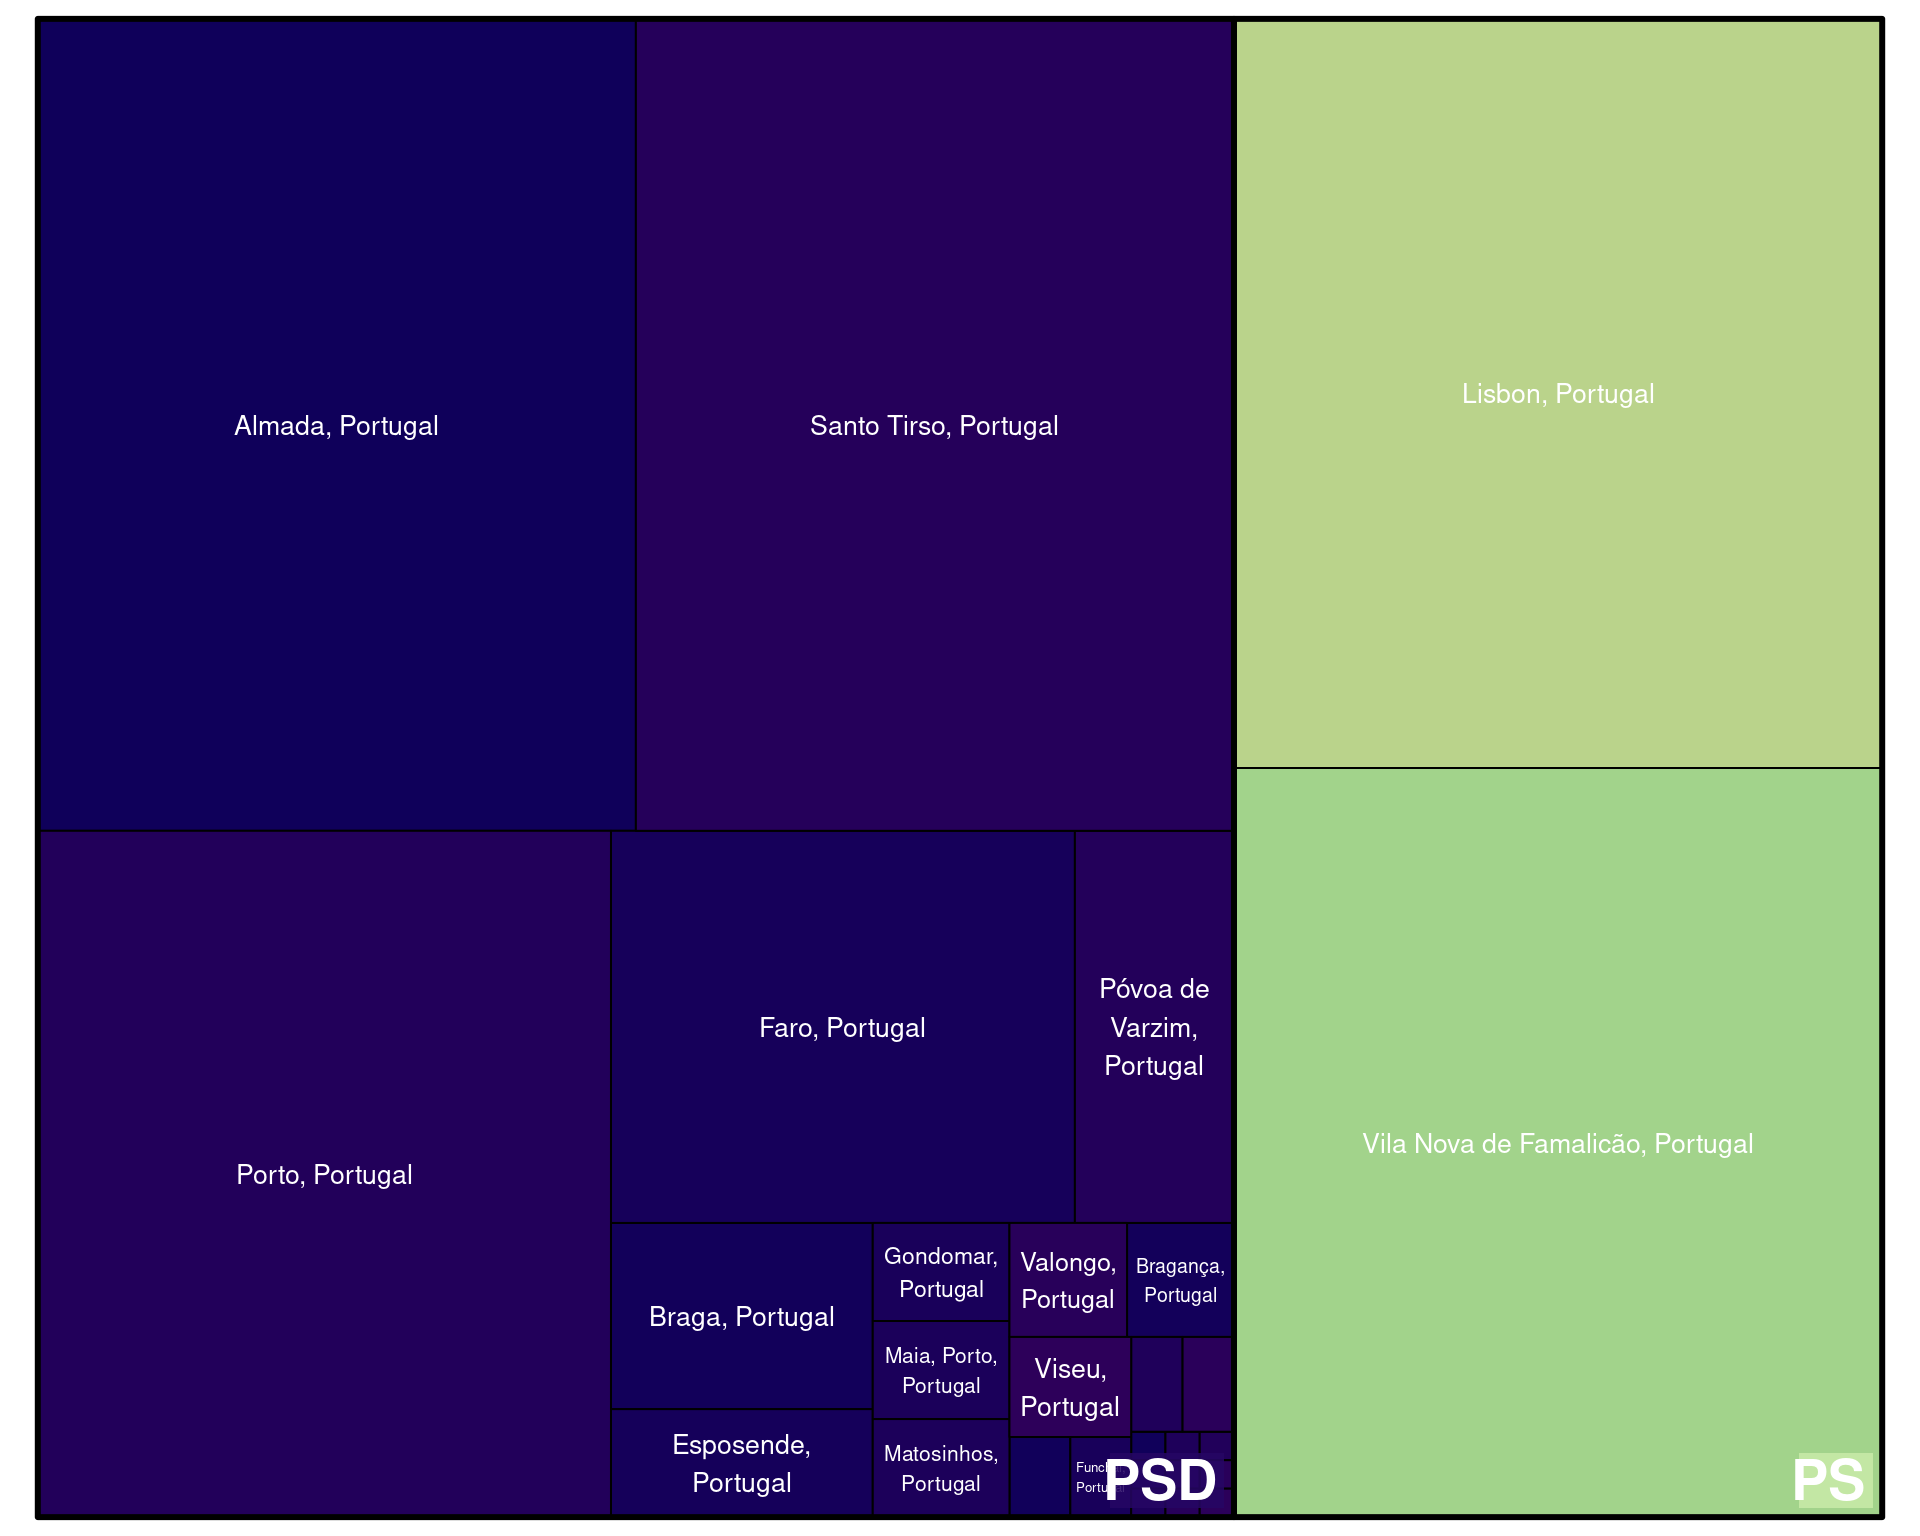 Almada, Portugal
Santo Tirso, Portugal
Lisbon, Portugal
Porto, Portugal
Faro, Portugal
Póvoa de
Varzim,
Portugal
Vila Nova de Famalicão, Portugal
Braga, Portugal
Gondomar,
Portugal
Valongo,
Portugal
Bragança,
Portugal
Maia, Porto,
Portugal
Viseu,
Portugal
Esposende,
Portugal
Matosinhos,
Portugal
PSD
PS